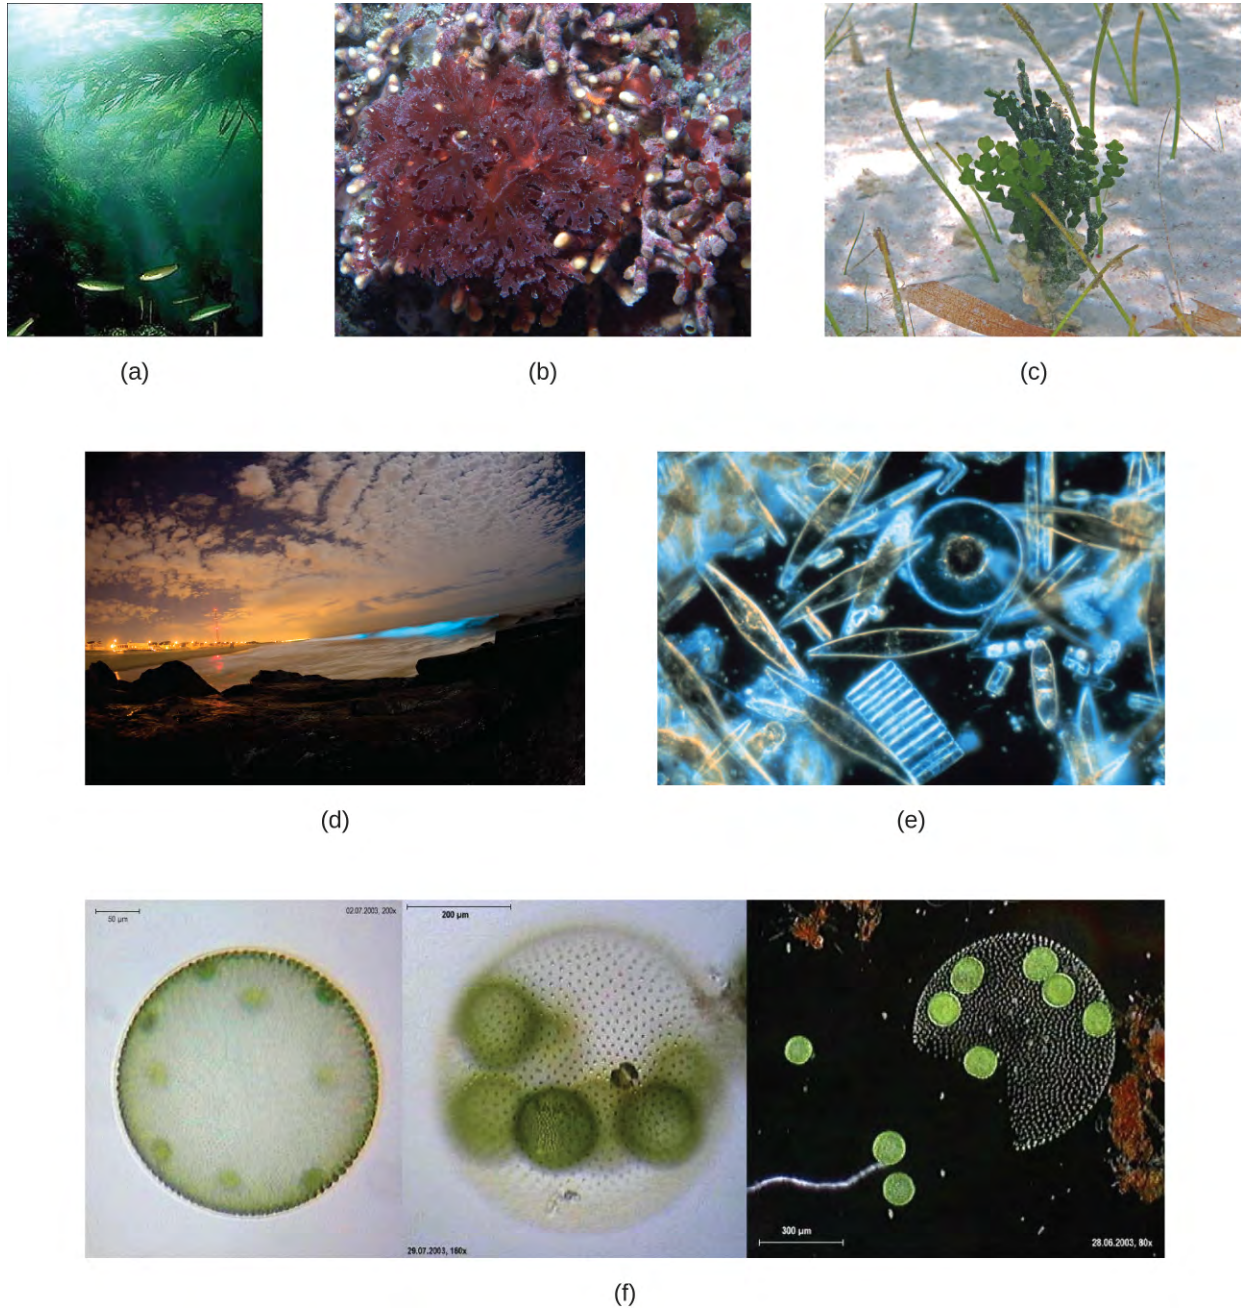 (a)
(b)
(c)
(d)
(e)
50 µm
02.07.2003, 200x
200 µm
29.07.2003, 160x
300 µm
28.06.2003, 80x
(f)